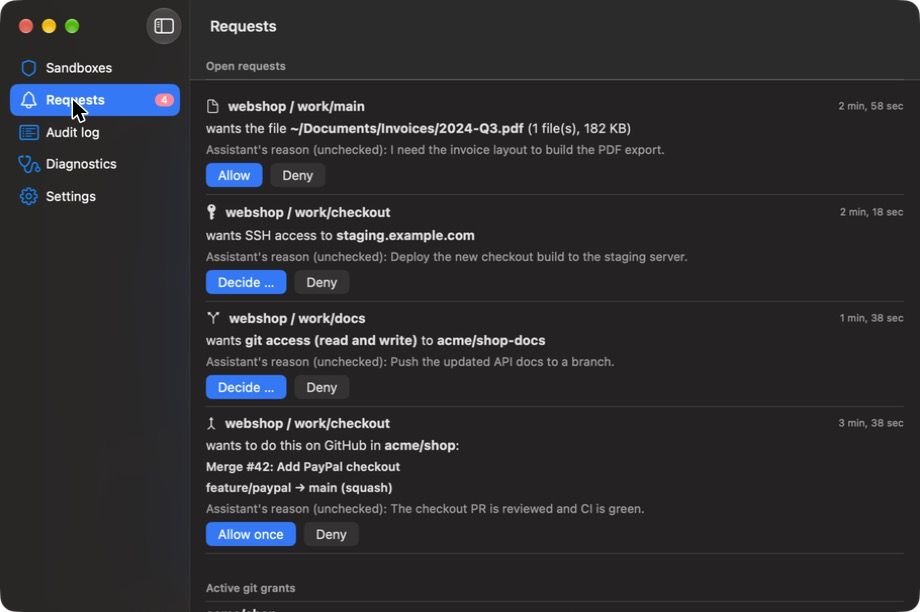 Requests
Open requests
Sandboxes
Requests 4
Audit log
Diagnostics
Settings
webshop / work/main 2 min, 58 sec
wants the file ~/Documents/Invoices/2024-Q3.pdf (1 file(s), 182 KB)
Assistant's reason (unchecked): I need the invoice layout to build the PDF export.
Allow Deny
webshop / work/checkout 2 min, 18 sec
wants SSH access to staging.example.com
Assistant's reason (unchecked): Deploy the new checkout build to the staging server.
Decide ... Deny
webshop / work/docs 1 min, 38 sec
wants git access (read and write) to acme/shop-docs
Assistant's reason (unchecked): Push the updated API docs to a branch.
Decide ... Deny
webshop / work/checkout 3 min, 38 sec
wants to do this on GitHub in acme/shop:
Merge #42: Add PayPal checkout
feature/paypal → main (squash)
Assistant's reason (unchecked): The checkout PR is reviewed and CI is green.
Allow once Deny
Active git grants